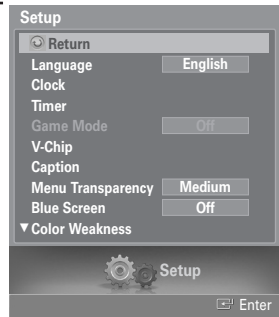 Setup
Return
Language English
Clock
Timer
Game Mode Off
V-Chip
Caption
Menu Transparency Medium
Blue Screen Off
▼ Color Weakness
Setup
Enter